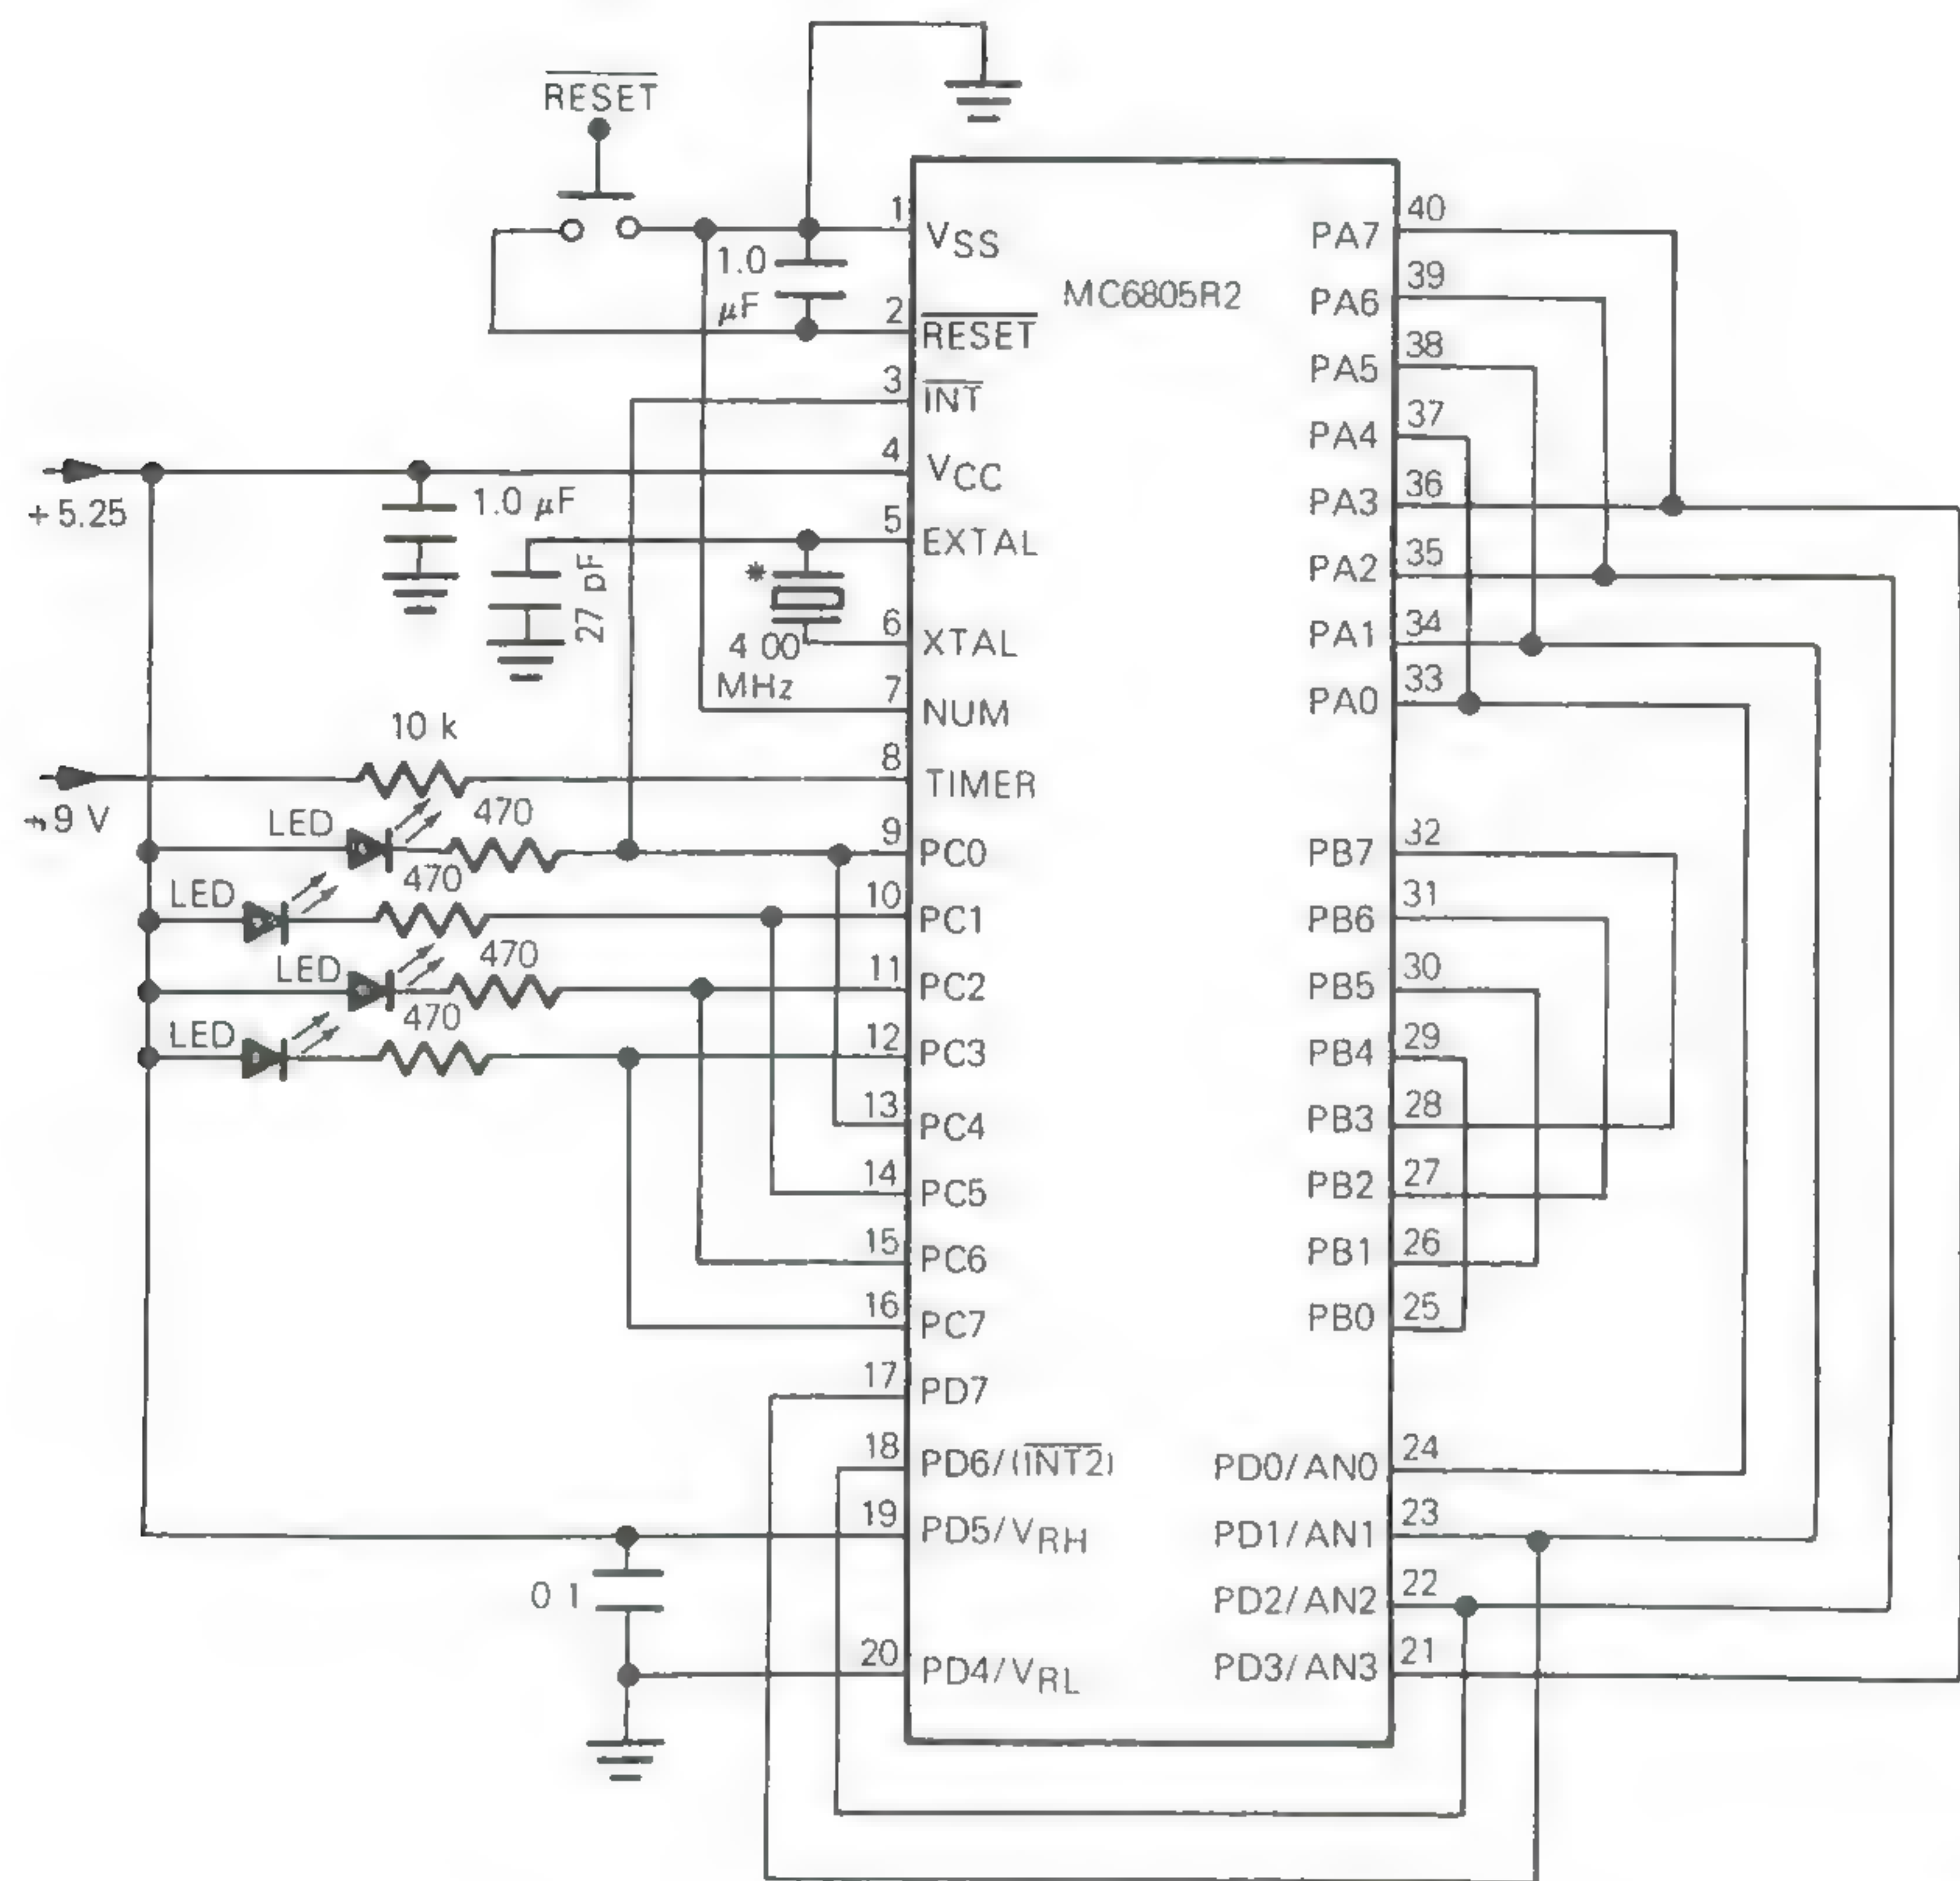 RESET
MC6805R2
1
VSS
1.0
μF
2
RESET
3
INT
4
VCC
+5.25
1.0 μF
5
EXTAL
27 pF
*
4 00
MHz
6
XTAL
7
NUM
10 k
8
TIMER
9 V
LED
470
9
PC0
LED
470
10
PC1
LED
470
11
PC2
LED
470
12
PC3
13
PC4
14
PC5
15
PC6
16
PC7
17
PD7
18
PD6/(INT2)
19
PD5/VRH
0 1
20
PD4/VRL
PA7
40
PA6
39
PA5
38
PA4
37
PA3
36
PA2
35
PA1
34
PA0
33
PB7
32
PB6
31
PB5
30
PB4
29
PB3
28
PB2
27
PB1
26
PB0
25
PD0/AN0
24
PD1/AN1
23
PD2/AN2
22
PD3/AN3
21